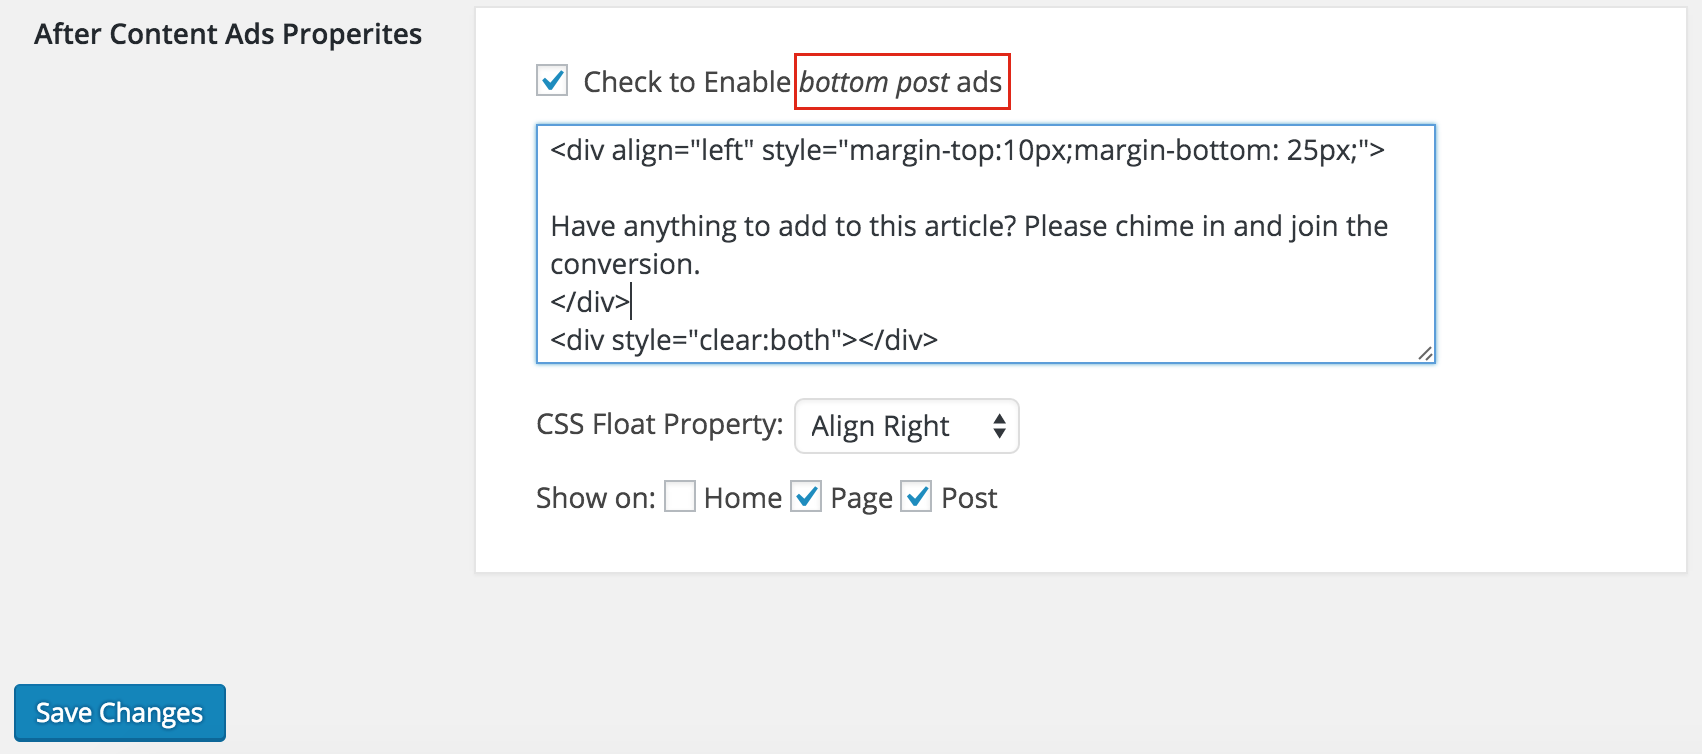 After Content Ads Properites
Check to Enable bottom post ads
<div align="left" style="margin-top:10px;margin-bottom: 25px;">
Have anything to add to this article? Please chime in and join the
conversion.
</div>
<div style="clear:both"></div>
CSS Float Property: Align Right
Show on: Home Page Post
Save Changes